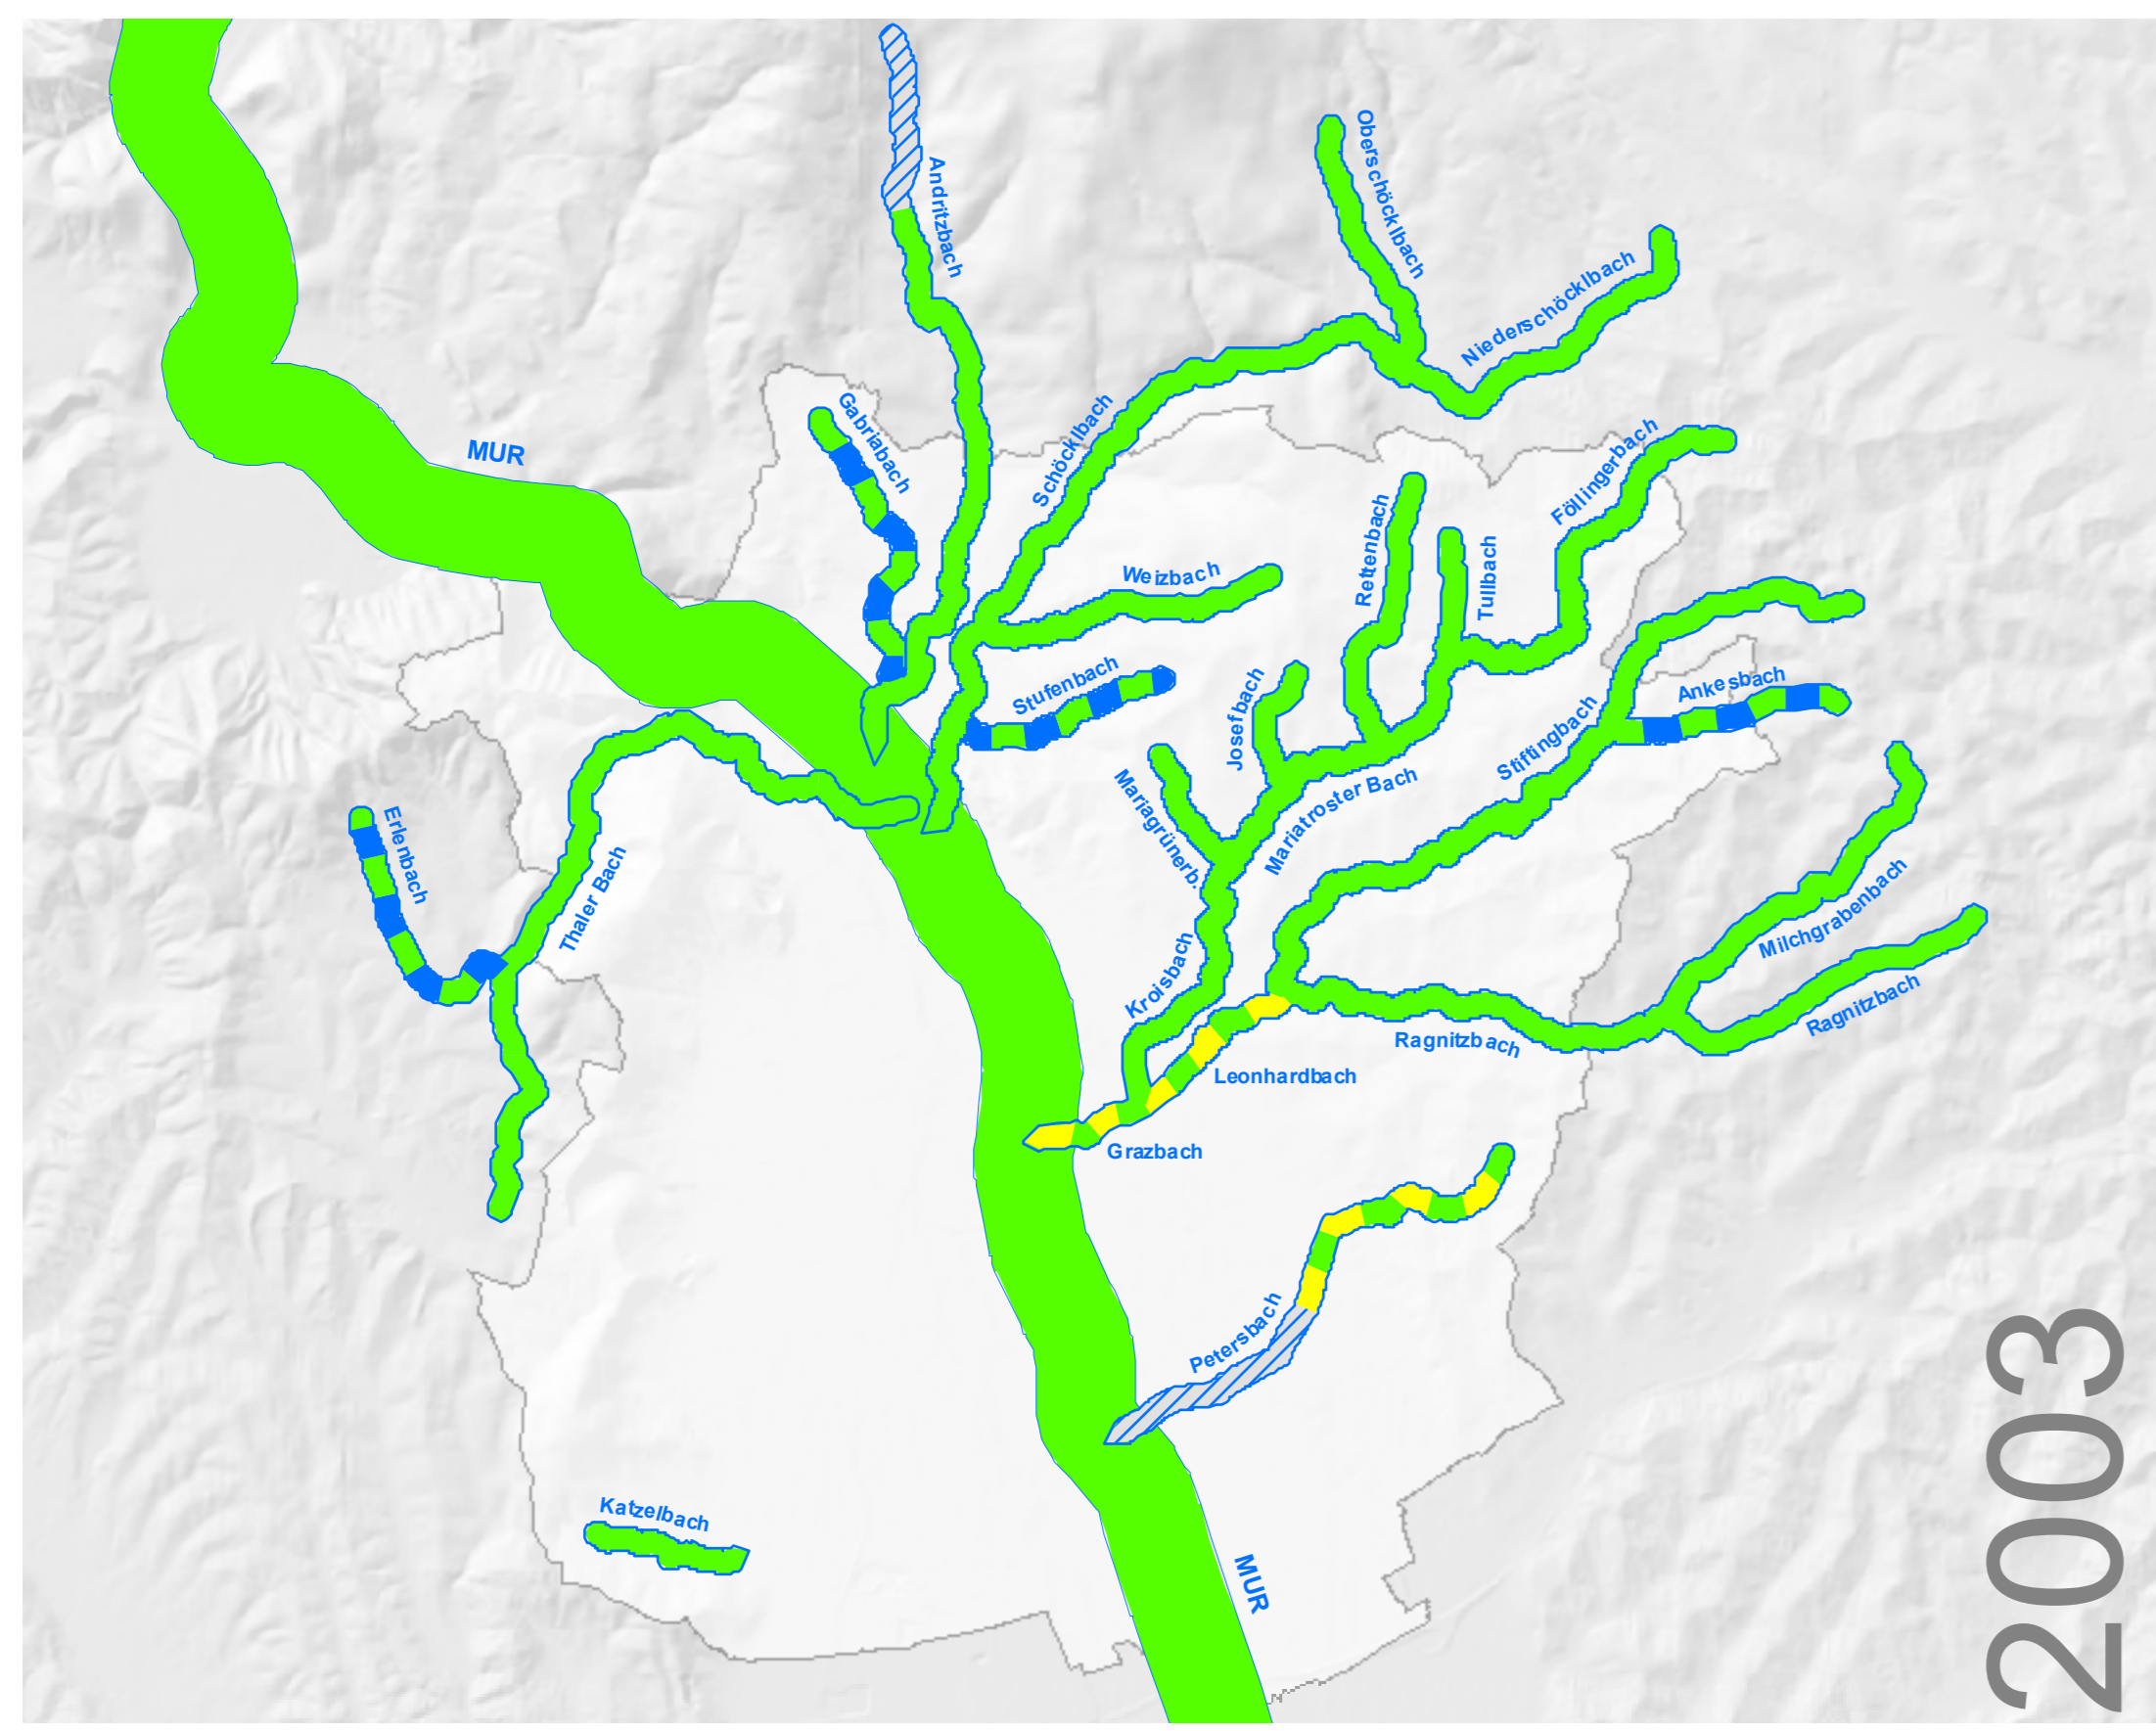 Andritzbach
Oberschöcklbach
Niederschöcklbach
MUR
Gabriabach
Schöcklbach
Föllingerbach
Rettenbach
Tullbach
Weizbach
Stufenbach
Josefbach
Ankesbach
Stiftingbach
Mariagrünerb.
Mariatroster Bach
Erlenbach
Thaler Bach
Milchgrabenbach
Kroisbach
Ragnitzbach
Ragnitzbach
Leonhardbach
Grazbach
Petersbach
Katzelbach
MUR
2003